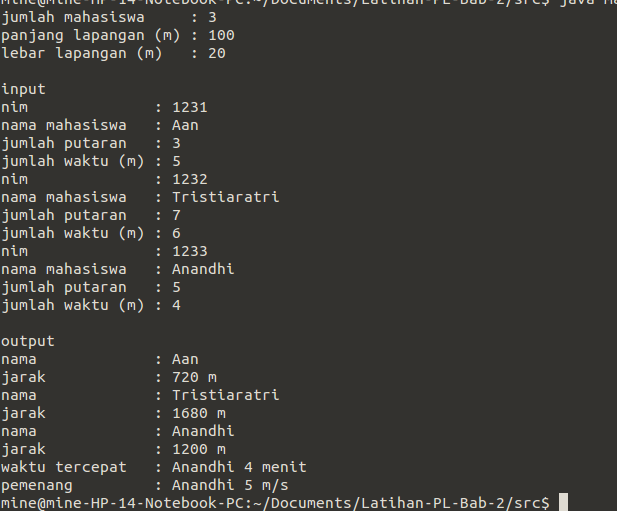 mine@mine-HP-14-Notebook-PC:~/Documents/Latihan-PL-Bab-2/src$ java
jumlah mahasiswa     : 3
panjang lapangan (m) : 100
lebar lapangan (m)   : 20

input
nim              : 1231
nama mahasiswa   : Aan
jumlah putaran   : 3
jumlah waktu (m) : 5
nim              : 1232
nama mahasiswa   : Tristiaratri
jumlah putaran   : 7
jumlah waktu (m) : 6
nim              : 1233
nama mahasiswa   : Anandhi
jumlah putaran   : 5
jumlah waktu (m) : 4

output
nama             : Aan
jarak            : 720 m
nama             : Tristiaratri
jarak            : 1680 m
nama             : Anandhi
jarak            : 1200 m
waktu tercepat   : Anandhi 4 menit
pemenang         : Anandhi 5 m/s
mine@mine-HP-14-Notebook-PC:~/Documents/Latihan-PL-Bab-2/src$